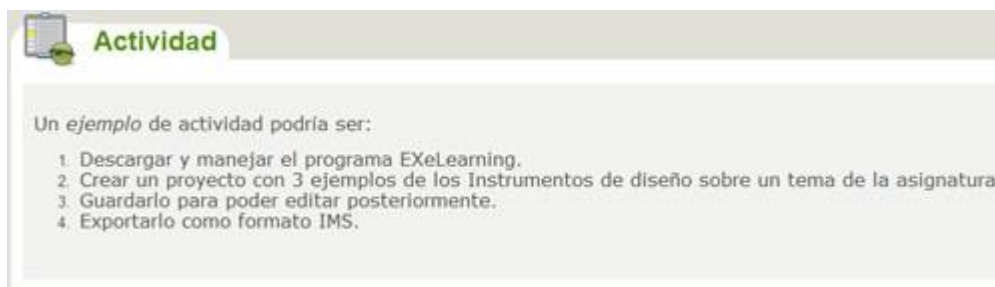 Actividad
Un ejemplo de actividad podría ser:
1. Descargar y manejar el programa EXeLearning.
2. Crear un proyecto con 3 ejemplos de los Instrumentos de diseño sobre un tema de la asignatura
3. Guardarlo para poder editar posteriormente.
4. Exportarlo como formato IMS.